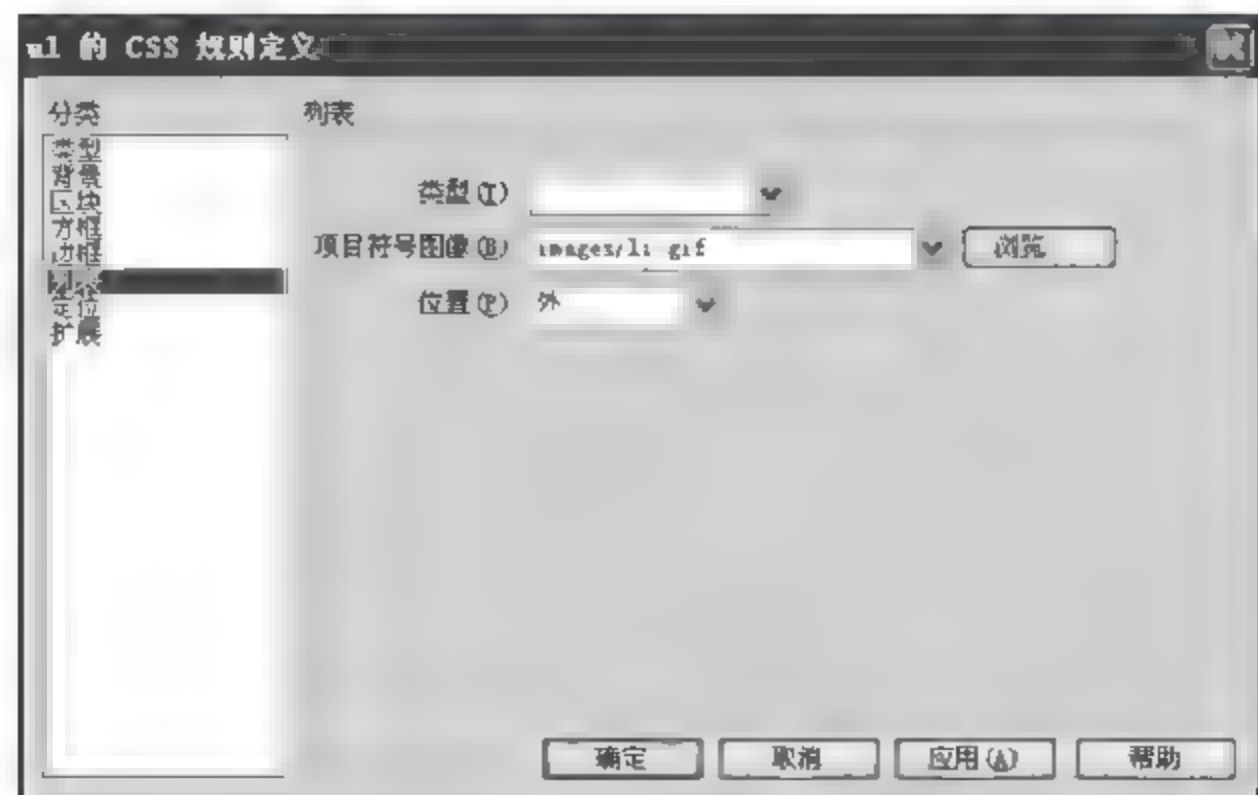 ul 的 CSS 规则定义
分类
类型
背景
区块
方框
边框
列表
定位
扩展
列表
类型(T)
项目符号图像(B) images/li.gif 浏览...
位置(P) 外
确定 取消 应用(A) 帮助